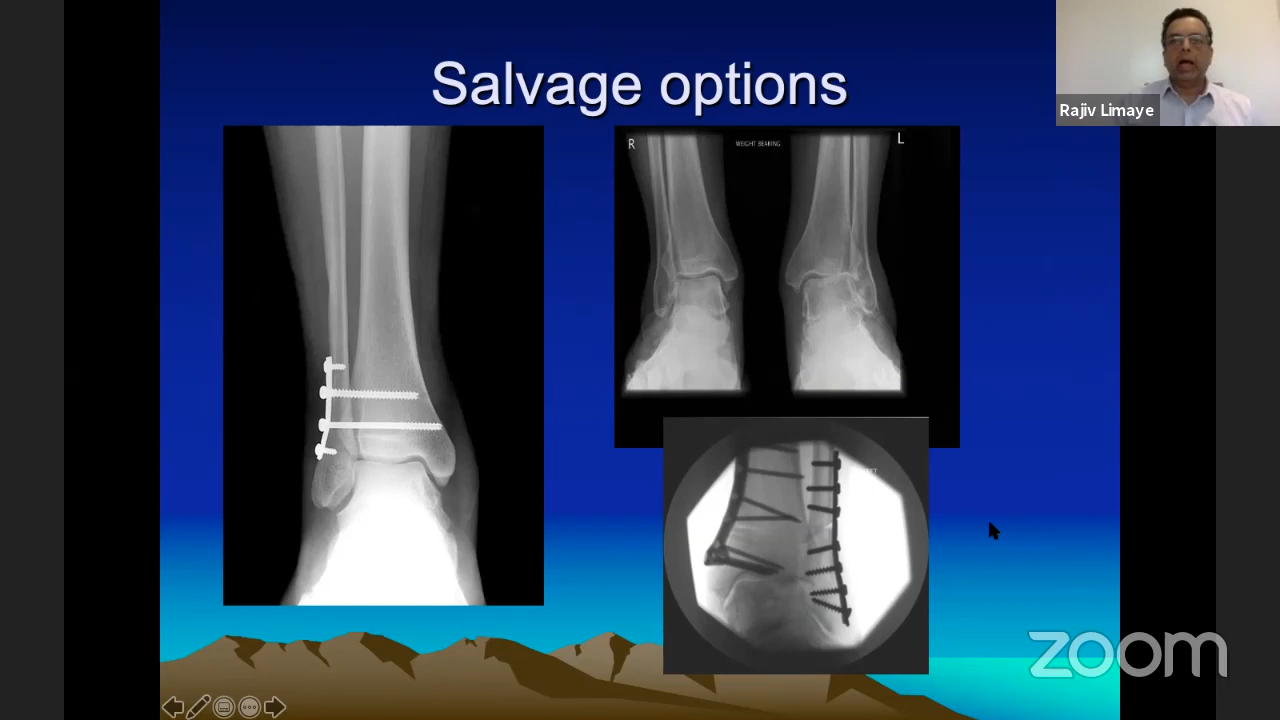 Salvage options
Rajiv Limaye
R
WEIGHT BEARING
L
zoom